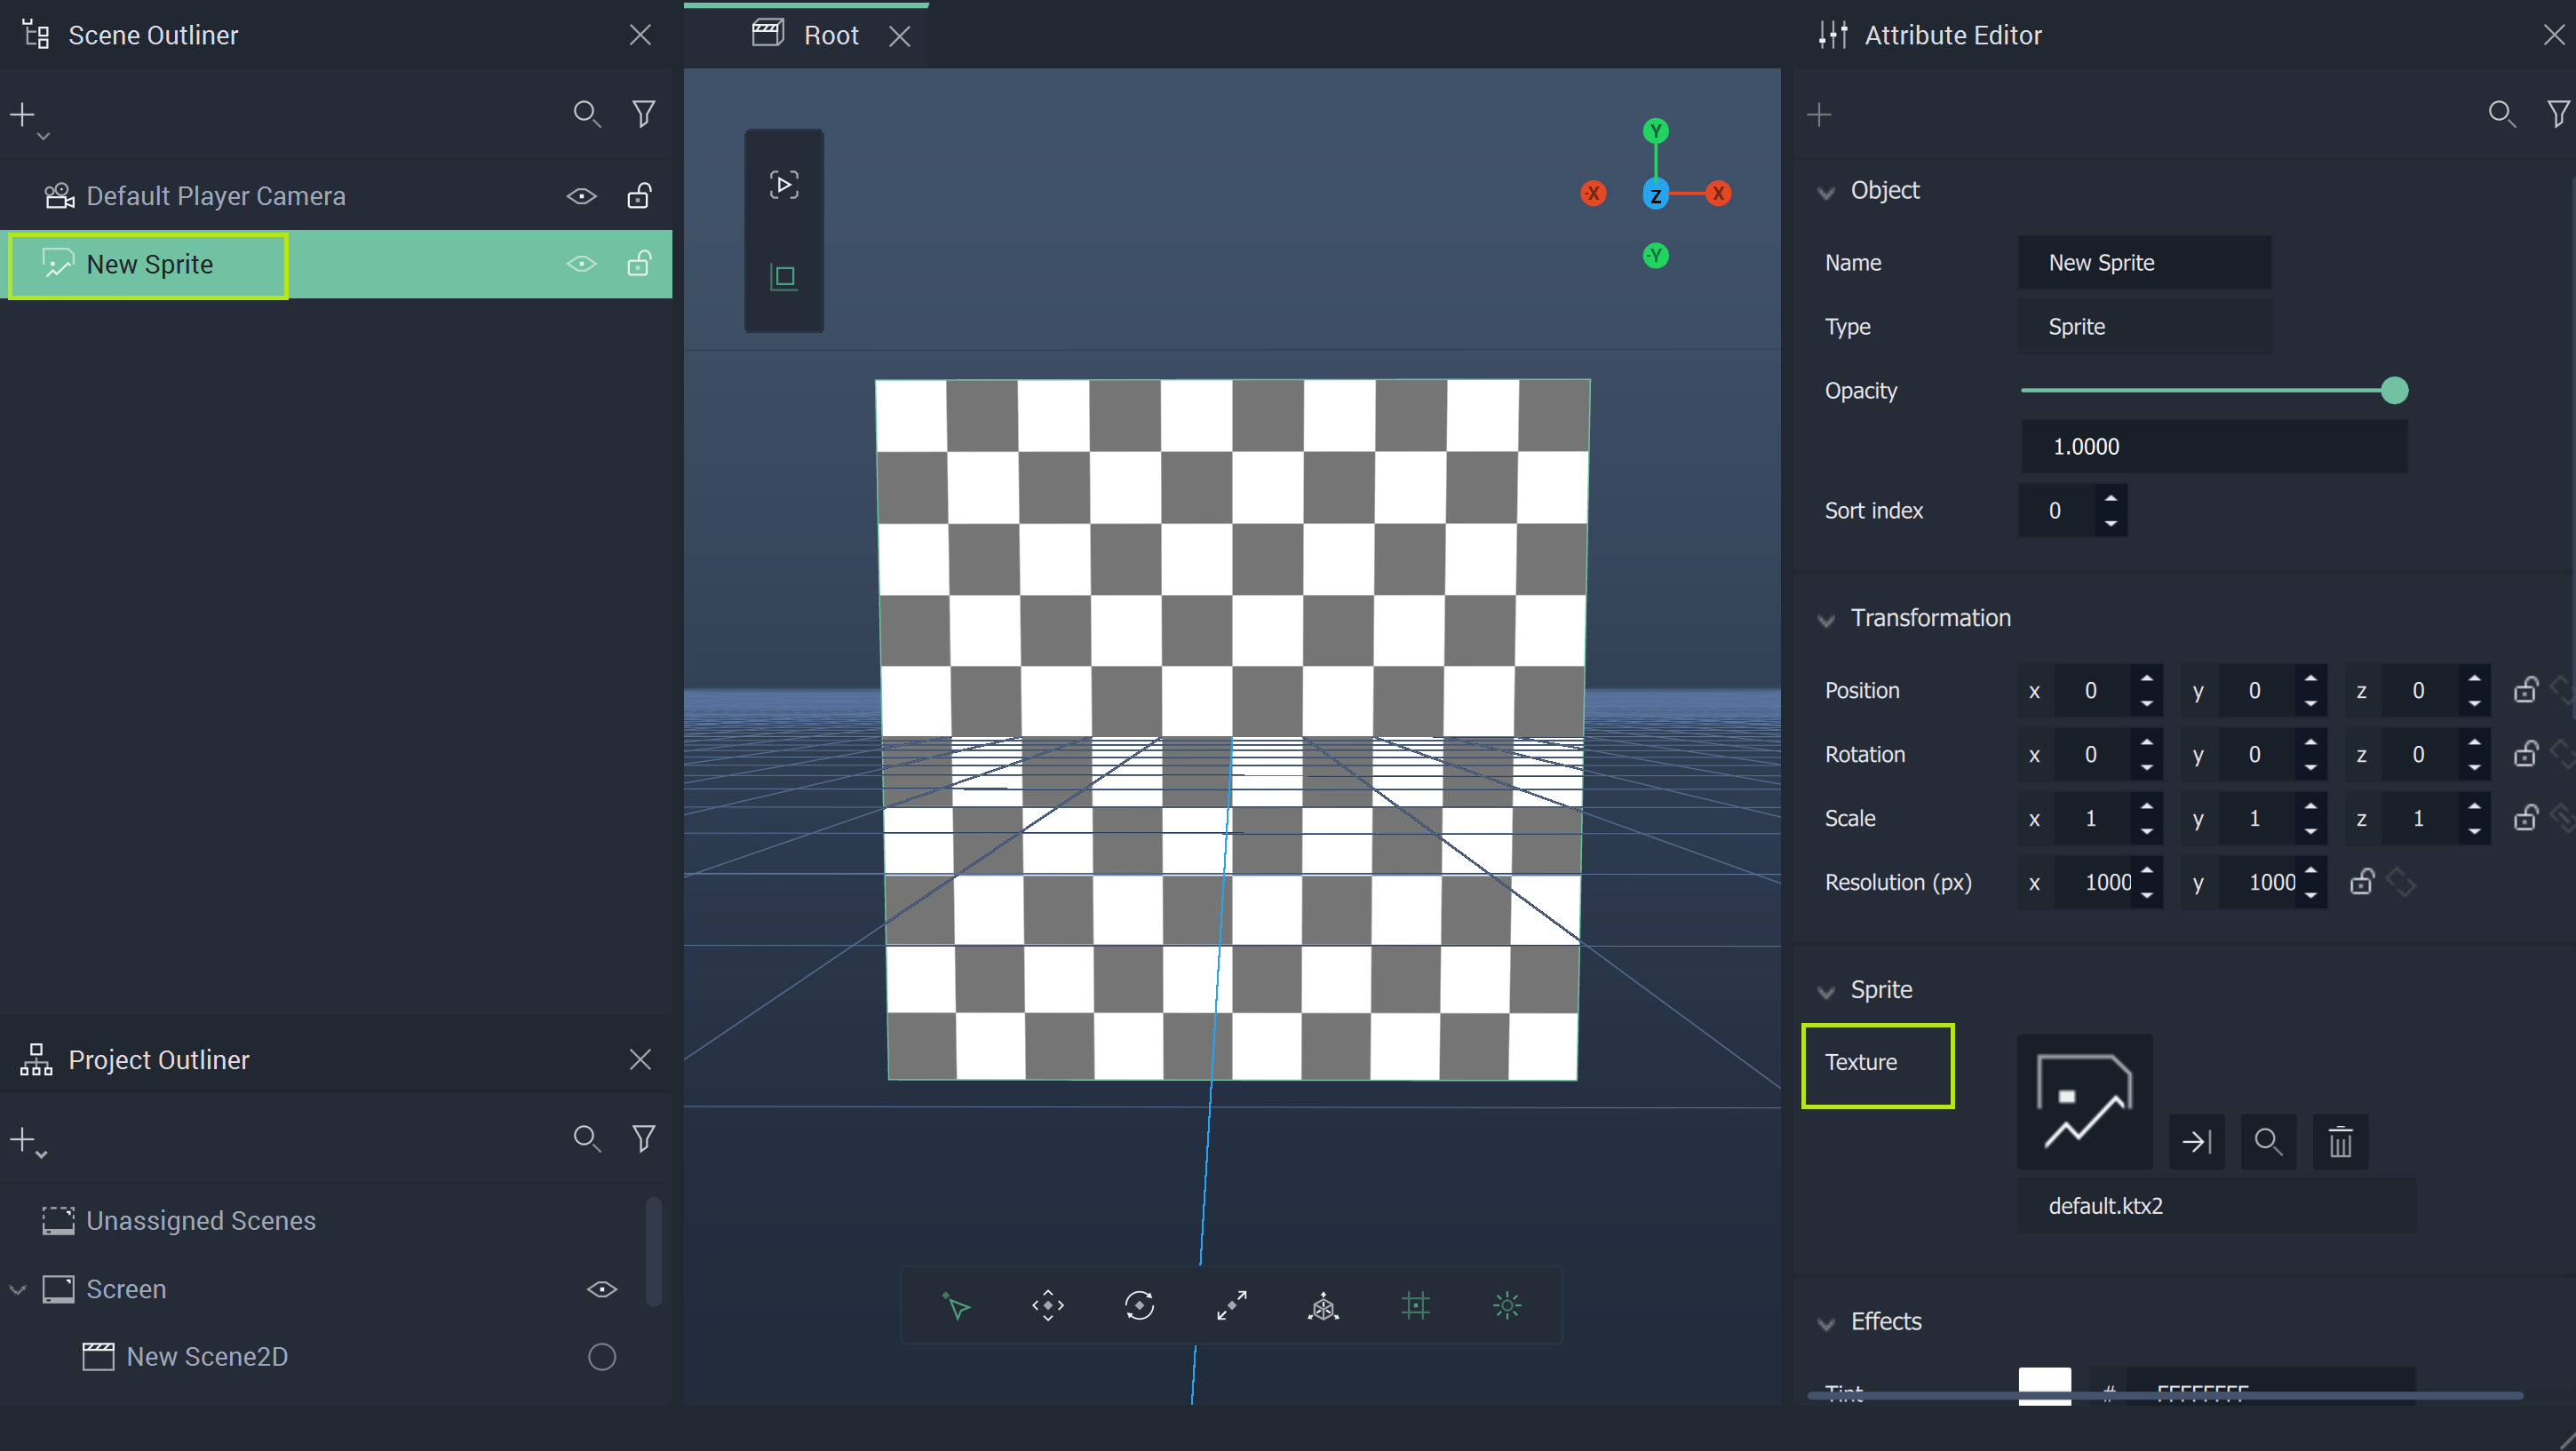 Scene Outliner
Default Player Camera
New Sprite
Project Outliner
Unassigned Scenes
Screen
New Scene2D
Root
Y
-X Z X
-Y
Attribute Editor
Object
Name New Sprite
Type Sprite
Opacity
1.0000
Sort index 0
Transformation
Position x 0 y 0 z 0
Rotation x 0 y 0 z 0
Scale x 1 y 1 z 1
Resolution (px) x 1000 y 1000
Sprite
Texture
default.ktx2
Effects
Tint # FFFFFFFF